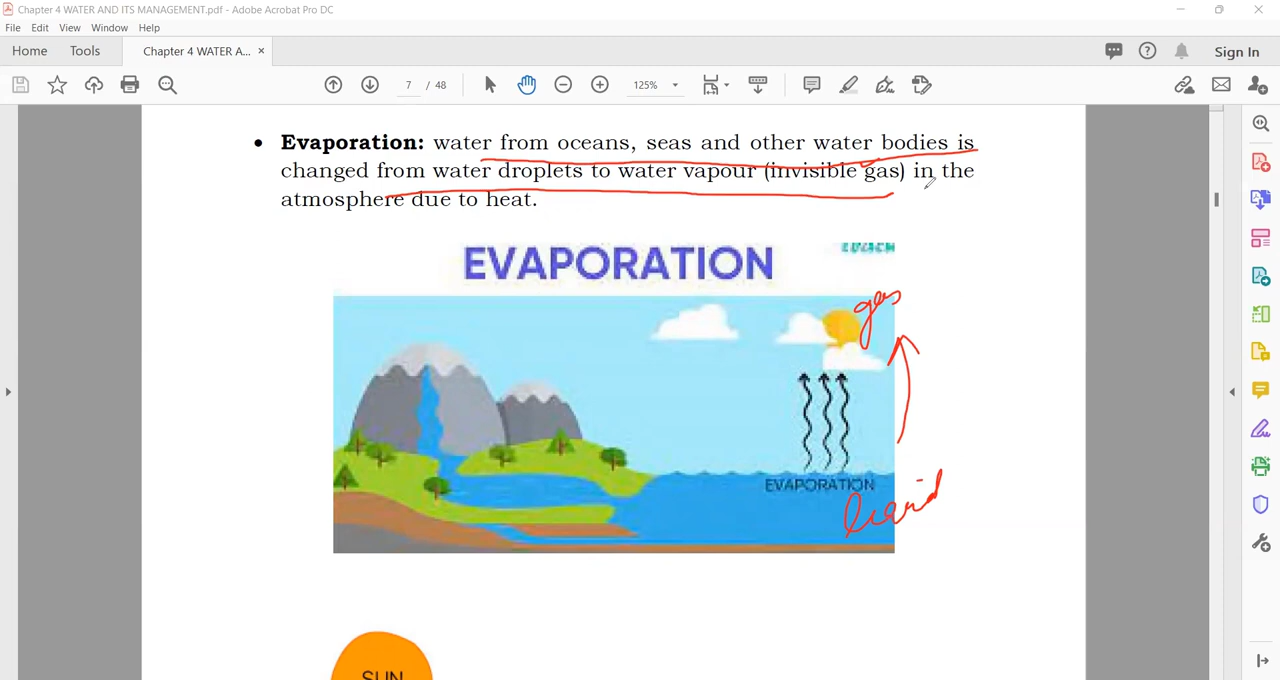 Chapter 4 WATER AND ITS MANAGEMENT.pdf - Adobe Acrobat Pro DC
File Edit View Window Help
Home Tools Chapter 4 WATER A... × Sign In
7 / 48 125%
• Evaporation: water from oceans, seas and other water bodies is
changed from water droplets to water vapour (invisible gas) in the
atmosphere due to heat.
EVAPORATION
gas
EVAPORATION
SUN